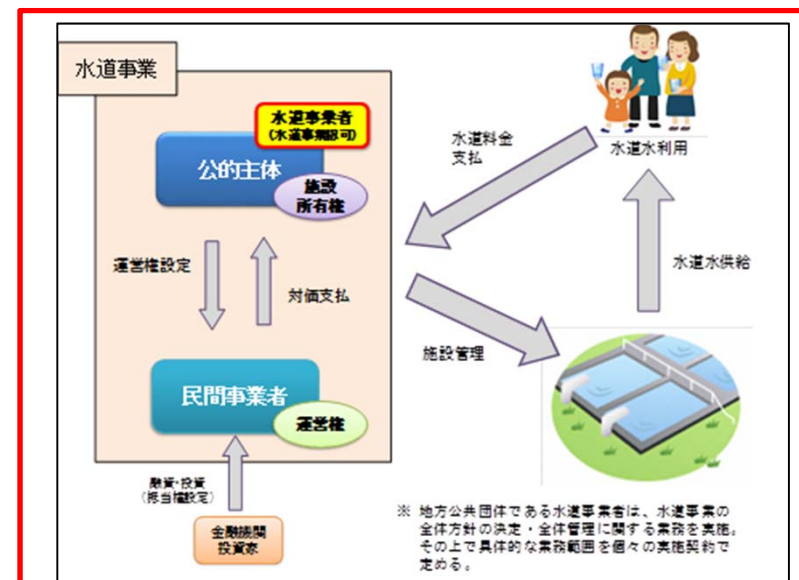 水道事業
水道事業者
(水道事業認可)
公的主体
施設
所有権
運営権設定
対価支払
民間事業者
運営権
融資・投資
(抵当権設定)
金融機関
投資家
水道料金
支払
水道水利用
水道水供給
施設管理
※ 地方公共団体である水道事業者は、水道事業の
全体方針の決定・全体管理に関する業務を実施。
その上で具体的な業務範囲を個々の実施契約で
定める。